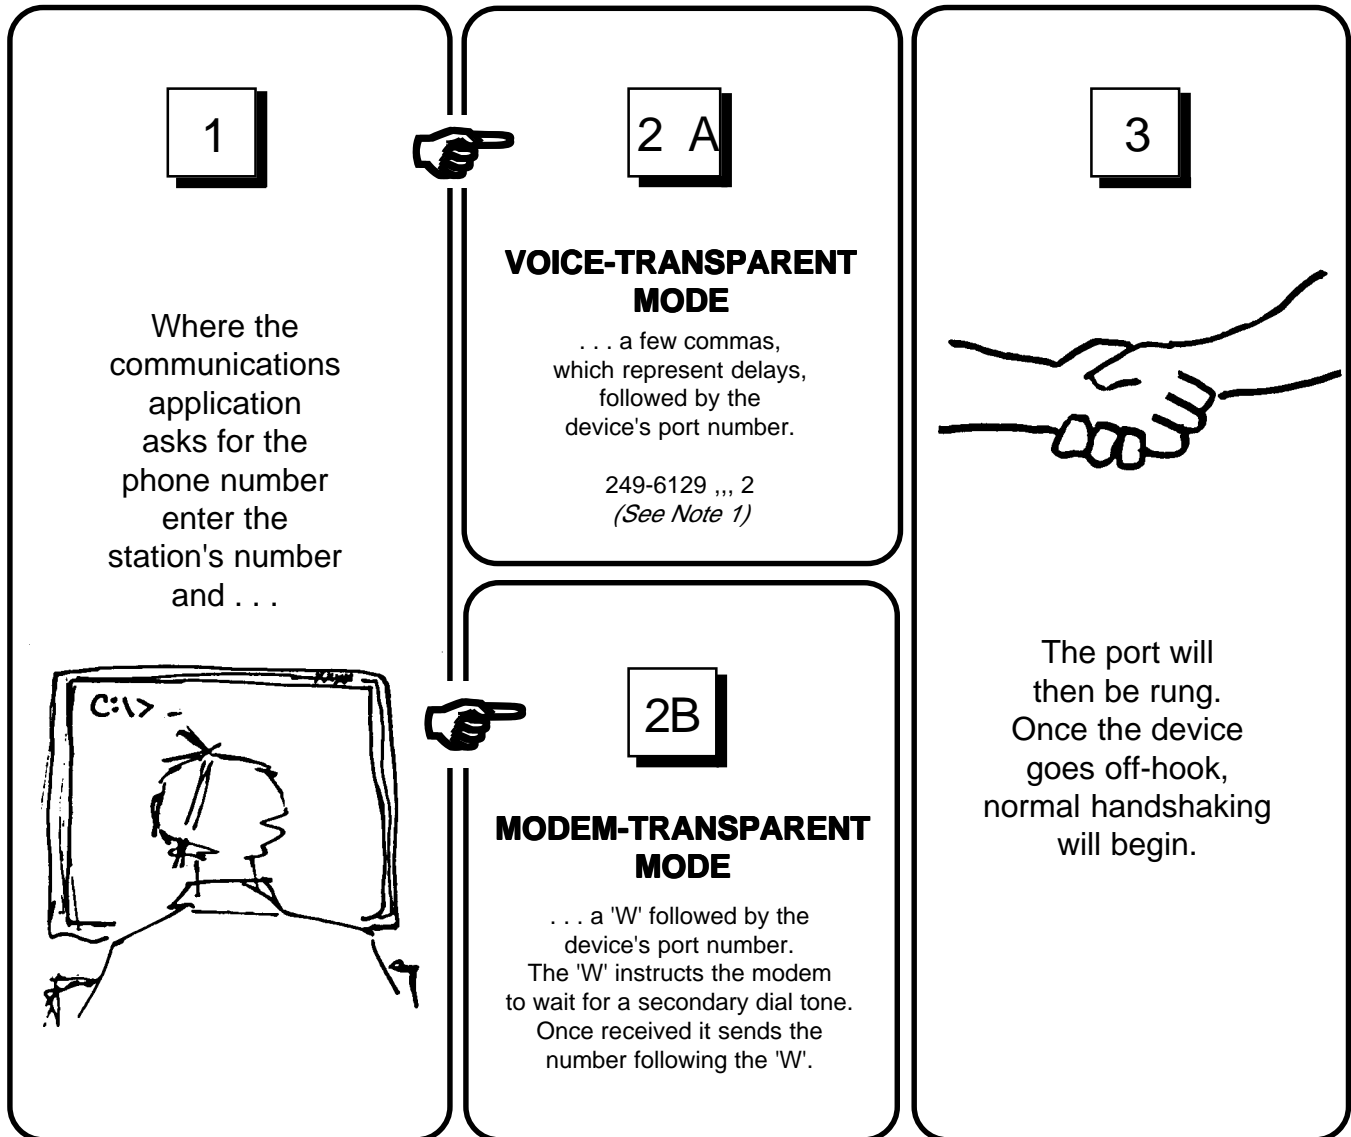 1
Where the
communications
application
asks for the
phone number
enter the
station's number
and . . .
C:\> _
2 A
VOICE-TRANSPARENT
MODE
. . . a few commas,
which represent delays,
followed by the
device's port number.
249-6129 ,,, 2
(See Note 1)
2B
MODEM-TRANSPARENT
MODE
. . . a 'W' followed by the
device's port number.
The 'W' instructs the modem
to wait for a secondary dial tone.
Once received it sends the
number following the 'W'.
3
The port will
then be rung.
Once the device
goes off-hook,
normal handshaking
will begin.